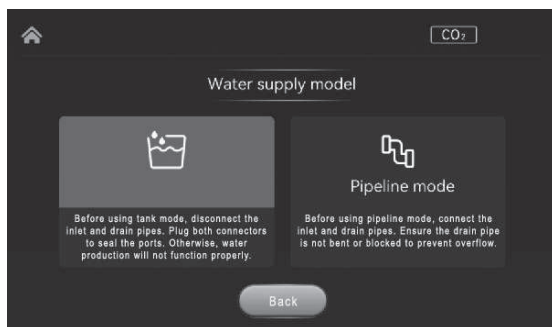 CO₂
Water supply model
Pipeline mode
Before using tank mode, disconnect the
inlet and drain pipes. Plug both connectors
to seal the ports. Otherwise, water
production will not function properly.
Before using pipeline mode, connect the
inlet and drain pipes. Ensure the drain pipe
is not bent or blocked to prevent overflow.
Back